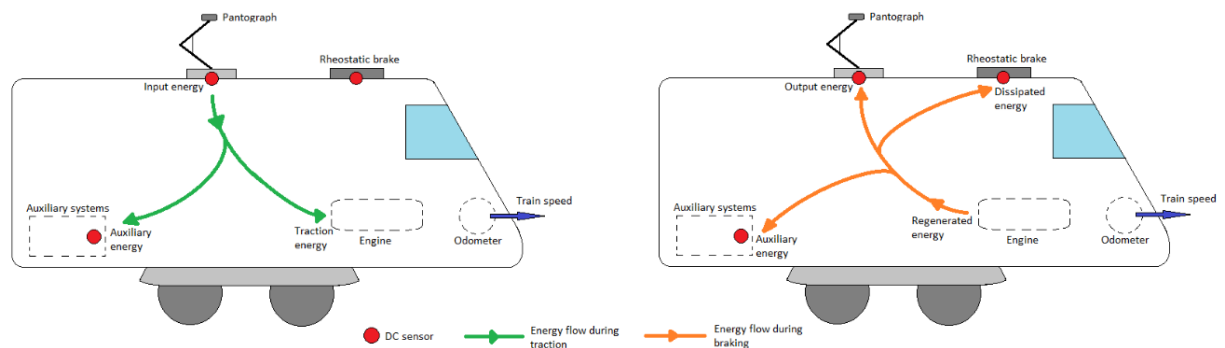 Pantograph
Rheostatic brake
Input energy
Train speed
Auxiliary systems
Auxiliary
energy
Traction
energy
Engine
Odometer
Pantograph
Rheostatic brake
Output energy
Dissipated
energy
Train speed
Auxiliary systems
Regenerated
energy
Auxiliary
energy
Engine
Odometer
DC sensor
Energy flow during
traction
Energy flow during
braking